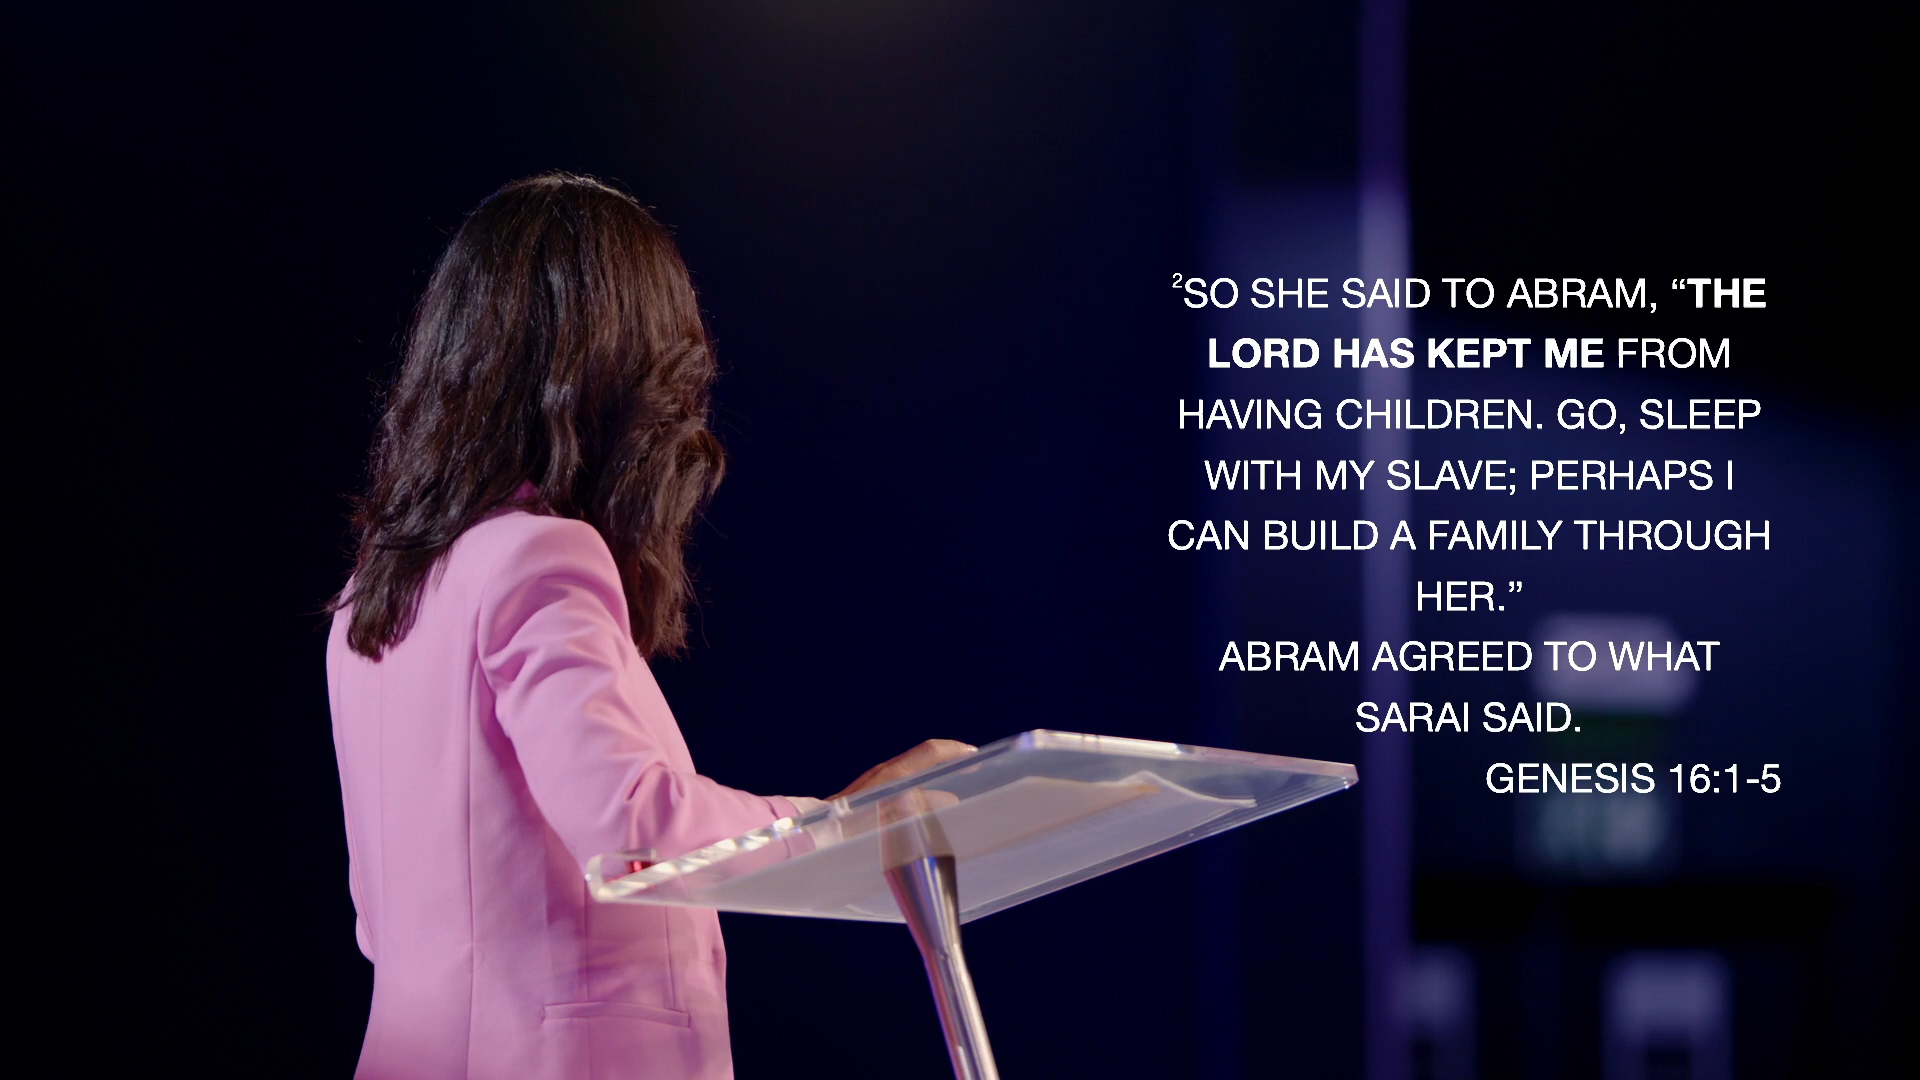 ²SO SHE SAID TO ABRAM, “THE
LORD HAS KEPT ME FROM
HAVING CHILDREN. GO, SLEEP
WITH MY SLAVE; PERHAPS I
CAN BUILD A FAMILY THROUGH
HER.”
ABRAM AGREED TO WHAT
SARAI SAID.
GENESIS 16:1-5